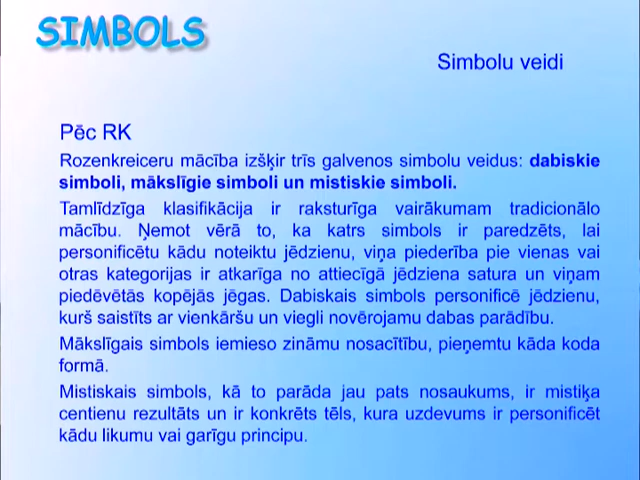 SIMBOLS
Simbolu veidi
Pēc RK
Rozenkreiceru mācība izšķir trīs galvenos simbolu veidus: dabiskie
simboli, mākslīgie simboli un mistiskie simboli.
Tamlīdzīga klasifikācija ir raksturīga vairākumam tradicionālo
mācību. Ņemot vērā to, ka katrs simbols ir paredzēts, lai
personificētu kādu noteiktu jēdzienu, viņa piederība pie vienas vai
otras kategorijas ir atkarīga no attiecīgā jēdziena satura un viņam
piedēvētās kopējās jēgas. Dabiskais simbols personificē jēdzienu,
kurš saistīts ar vienkāršu un viegli novērojamu dabas parādību.
Mākslīgais simbols iemieso zināmu nosacītību, pieņemtu kāda koda
formā.
Mistiskais simbols, kā to parāda jau pats nosaukums, ir mistiķa
centienu rezultāts un ir konkrēts tēls, kura uzdevums ir personificēt
kādu likumu vai garīgu principu.